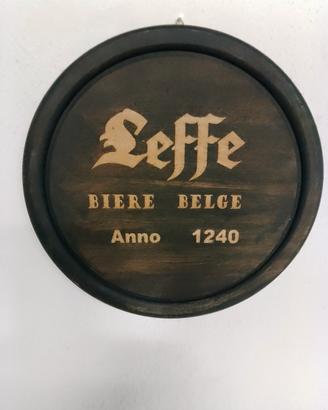 Leffe
BIERE BELGE
Anno 1240